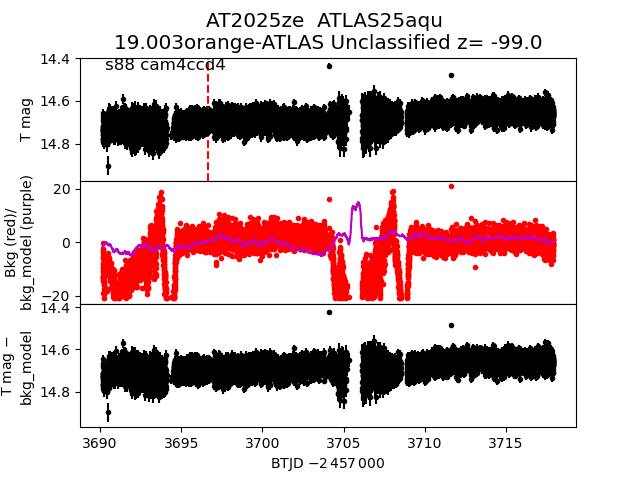 AT2025ze  ATLAS25aqu
19.003orange-ATLAS Unclassified z= -99.0
s88 cam4ccd4
14.4
14.6
14.8
T mag
20
0
−20
Bkg (red)/
bkg_model (purple)
14.4
14.6
14.8
T mag −
bkg_model
3690 3695 3700 3705 3710 3715
BTJD −2 457 000